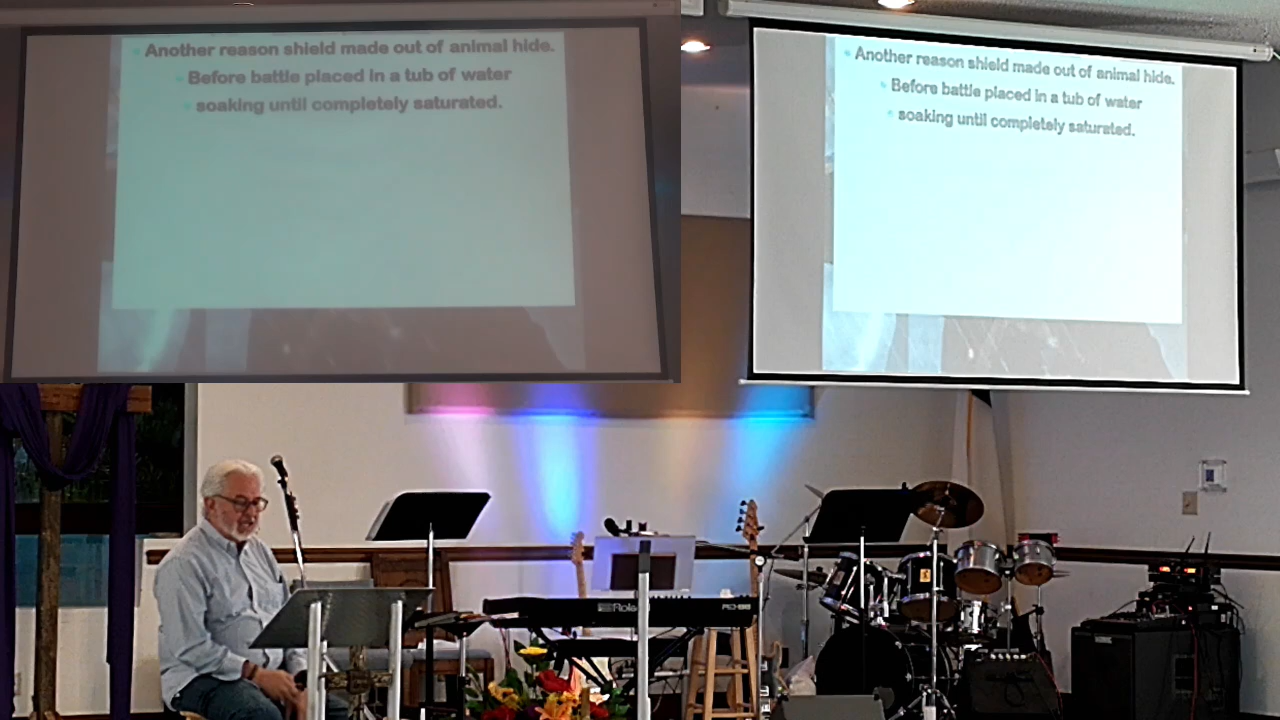 Another reason shield made out of animal hide.
Before battle placed in a tub of water
soaking until completely saturated.
Another reason shield made out of animal hide.
Before battle placed in a tub of water
soaking until completely saturated.
Roland